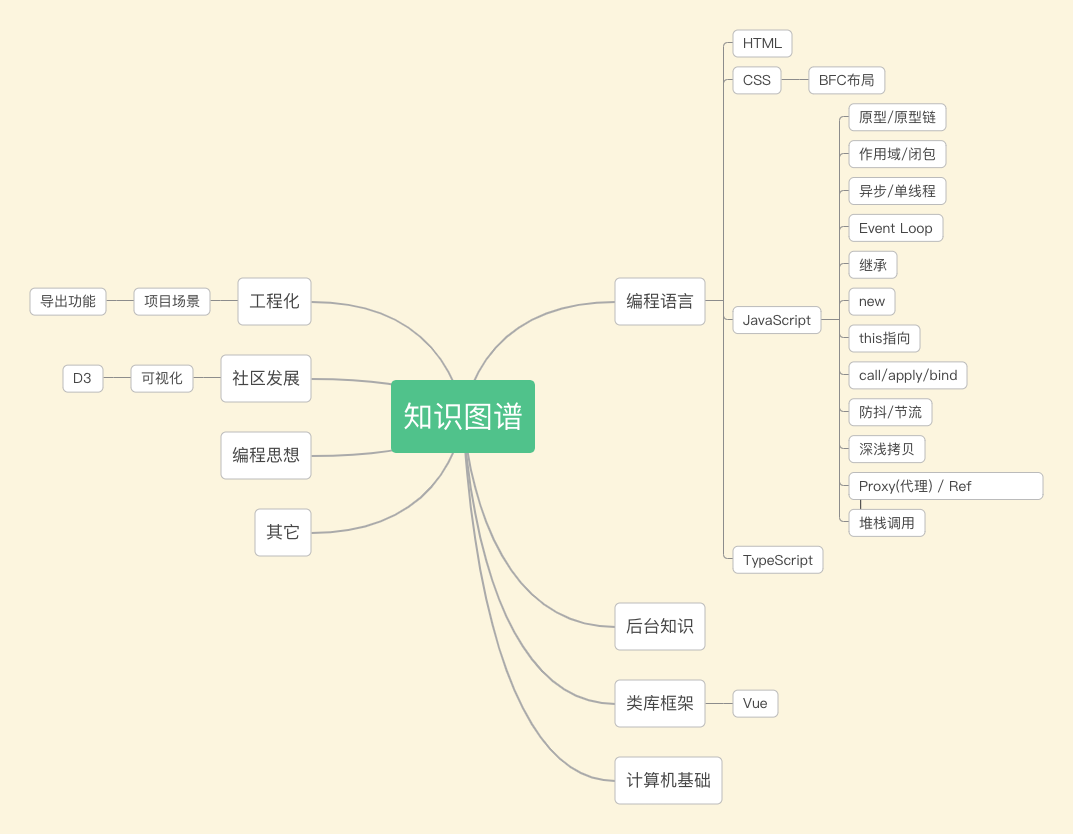 知识图谱
编程语言
HTML
CSS
BFC布局
JavaScript
原型/原型链
作用域/闭包
异步/单线程
Event Loop
继承
new
this指向
call/apply/bind
防抖/节流
深浅拷贝
Proxy(代理) / Ref
堆栈调用
TypeScript
后台知识
类库框架
Vue
计算机基础
工程化
项目场景
导出功能
社区发展
可视化
D3
编程思想
其它